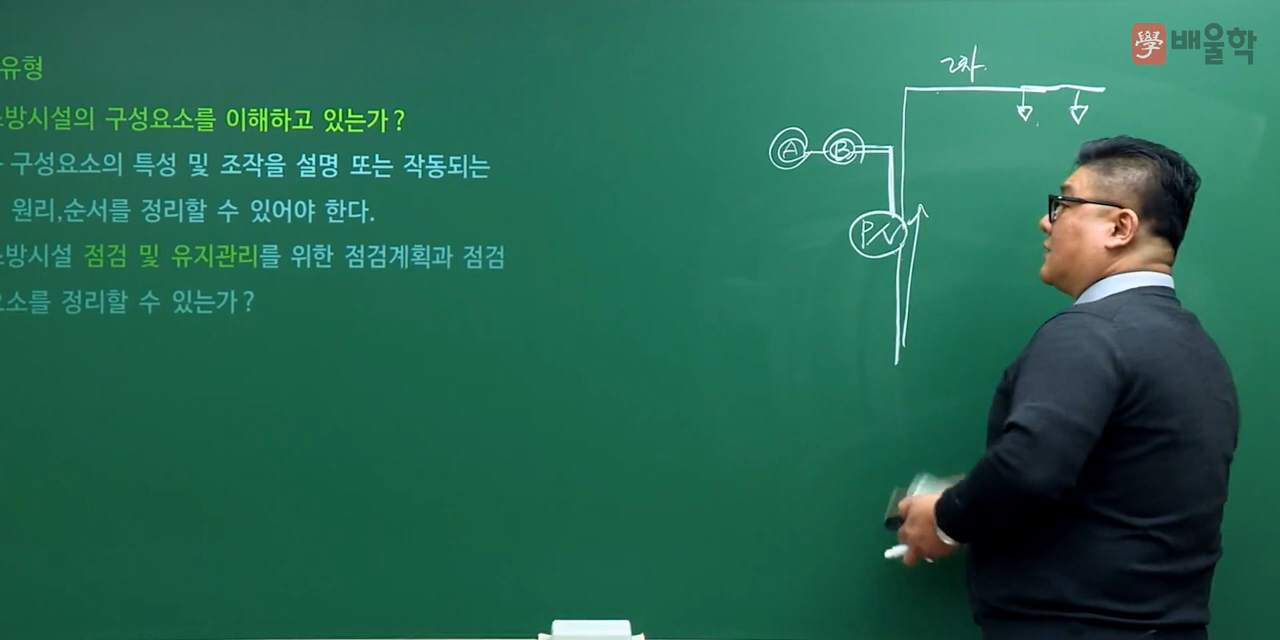 유형
방시설의 구성요소를 이해하고 있는가?
구성요소의 특성 및 조작을 설명 또는 작동되는
원리,순서를 정리할 수 있어야 한다.
방시설 점검 및 유지관리를 위한 점검계획과 점검
소를 정리할 수 있는가?
2차.
A
B
P/V
學 배울학